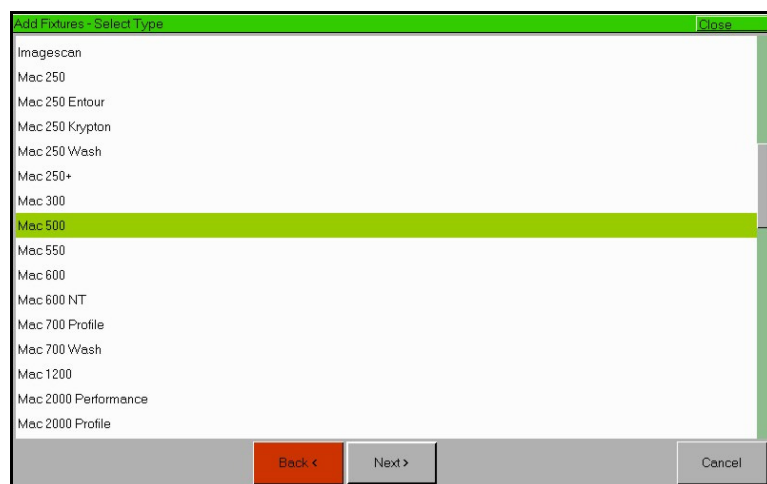 Add Fixtures - Select Type Close
Imagescan
Mac 250
Mac 250 Entour
Mac 250 Krypton
Mac 250 Wash
Mac 250+
Mac 300
Mac 500
Mac 550
Mac 600
Mac 600 NT
Mac 700 Profile
Mac 700 Wash
Mac 1200
Mac 2000 Performance
Mac 2000 Profile
Back < Next > Cancel